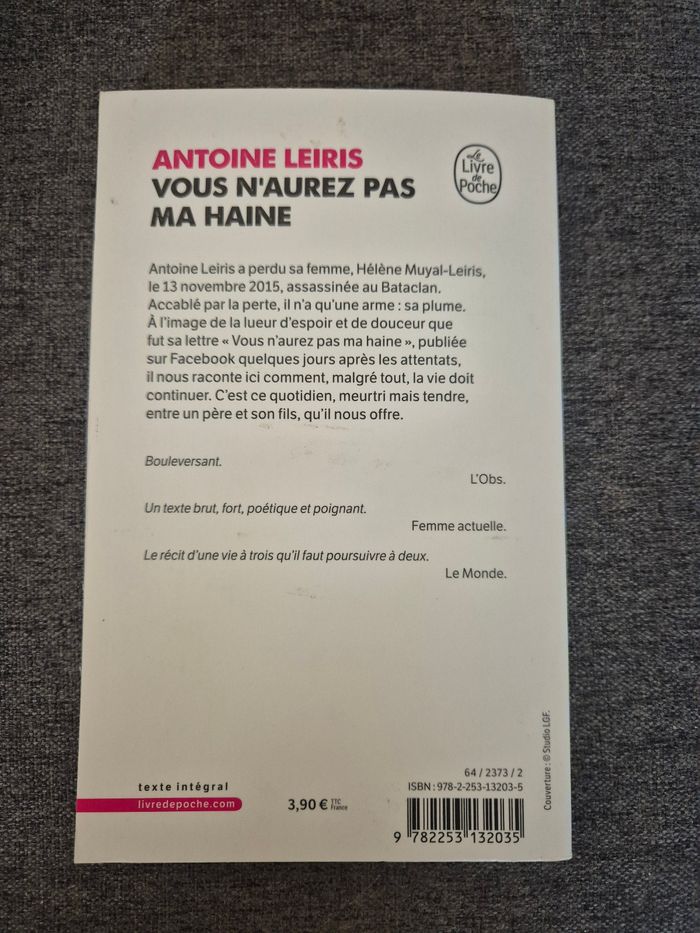 ANTOINE LEIRIS
VOUS N'AUREZ PAS
MA HAINE
Le
Livre
de
Poche
Antoine Leiris a perdu sa femme, Hélène Muyal-Leiris,
le 13 novembre 2015, assassinée au Bataclan.
Accablé par la perte, il n'a qu'une arme : sa plume.
À l'image de la lueur d'espoir et de douceur que
fut sa lettre « Vous n'aurez pas ma haine », publiée
sur Facebook quelques jours après les attentats,
il nous raconte ici comment, malgré tout, la vie doit
continuer. C'est ce quotidien, meurtri mais tendre,
entre un père et son fils, qu'il nous offre.
Bouleversant.
L'Obs.
Un texte brut, fort, poétique et poignant.
Femme actuelle.
Le récit d'une vie à trois qu'il faut poursuivre à deux.
Le Monde.
Couverture : © Studio LGF.
texte intégral
livredepoche.com
3,90 € TTC
France
64 / 2373 / 2
ISBN : 978-2-253-13203-5
9 782253 132035